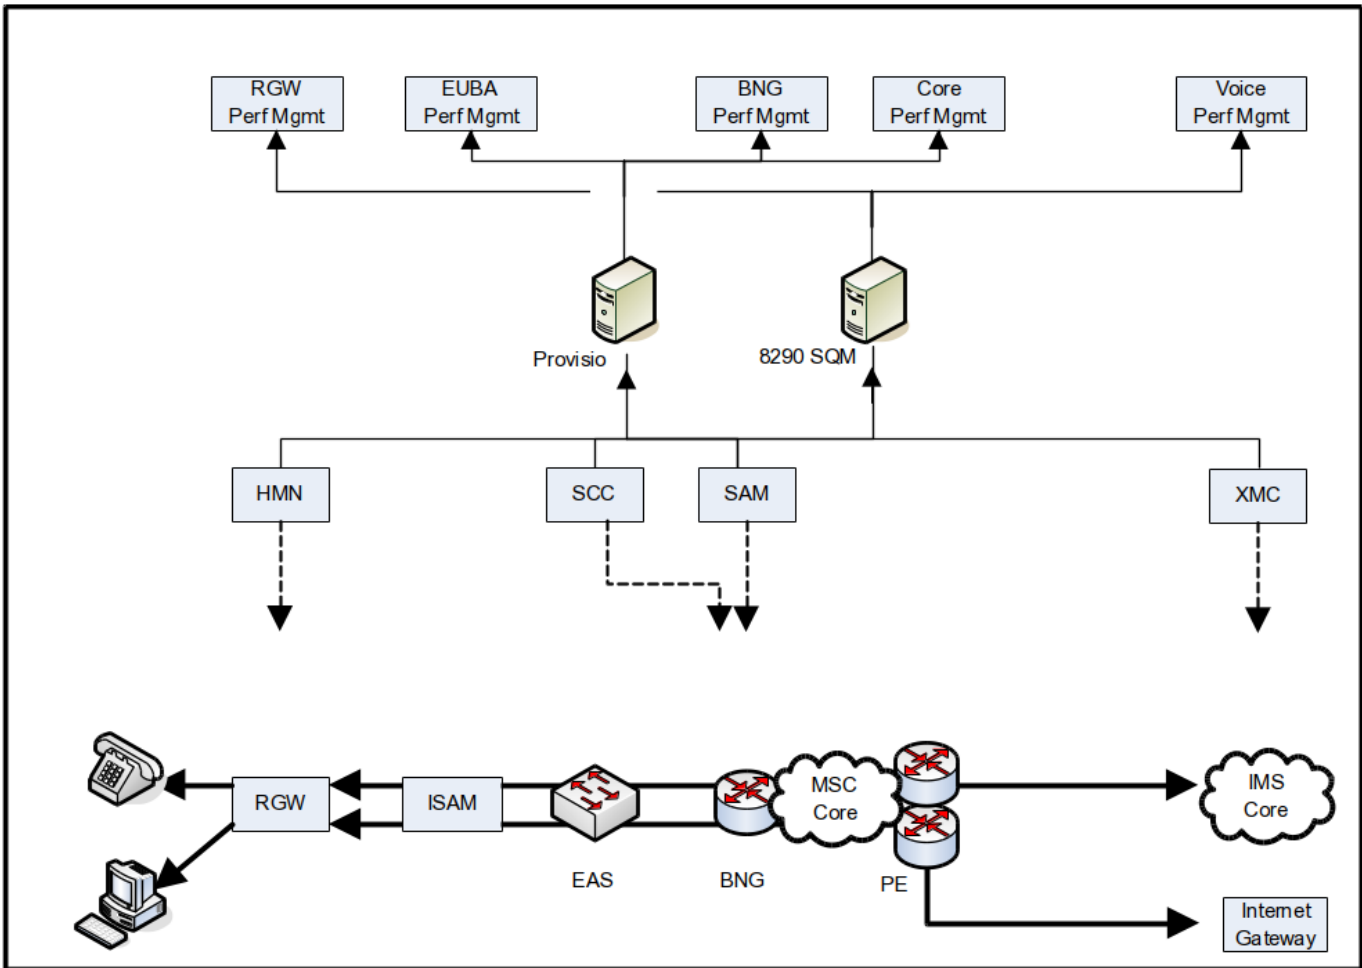 RGW
Perf Mgmt
EUBA
Perf Mgmt
BNG
Perf Mgmt
Core
Perf Mgmt
Voice
Perf Mgmt
Provisio
8290 SQM
HMN
SCC
SAM
XMC
RGW
ISAM
MSC
Core
IMS
Core
EAS
BNG
PE
Internet
Gateway